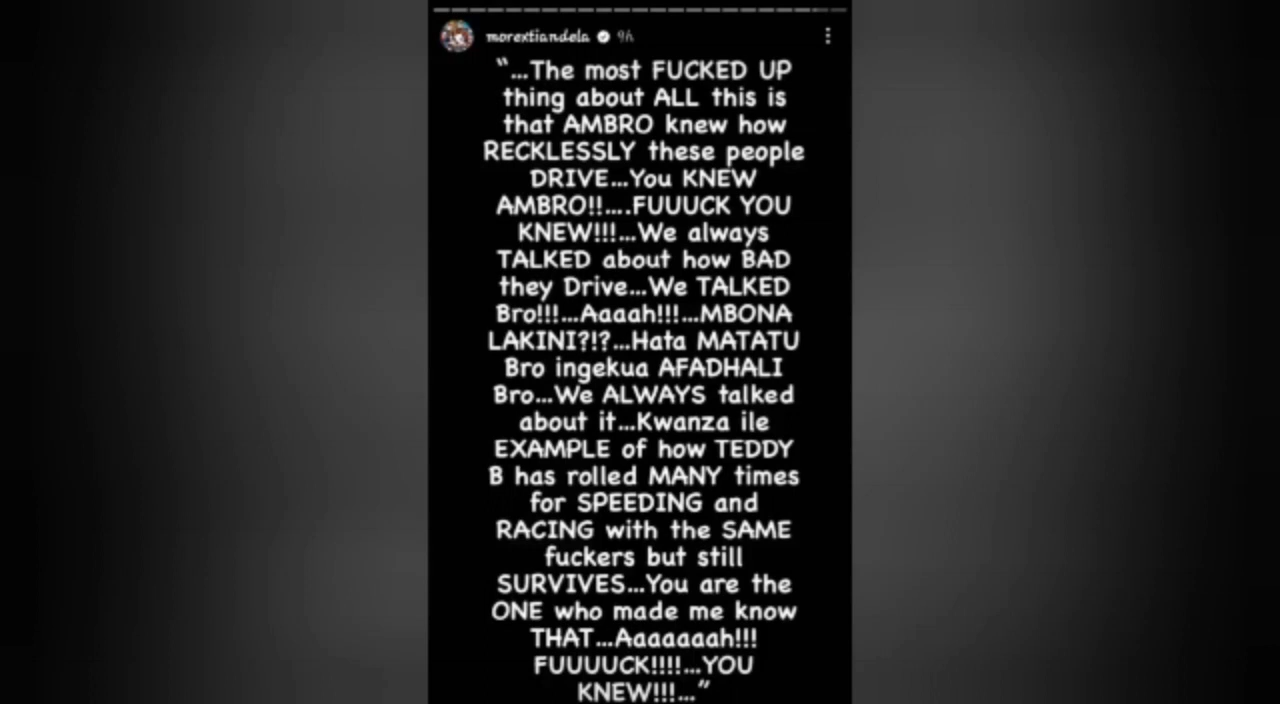 morextiandela 9h
“...The most FUCKED UP
thing about ALL this is
that AMBRO knew how
RECKLESSLY these people
DRIVE...You KNEW
AMBRO!!....FUUUCK YOU
KNEW!!!...We always
TALKED about how BAD
they Drive...We TALKED
Bro!!!...Aaaah!!!...MBONA
LAKINI?!?...Hata MATATU
Bro ingekua AFADHALI
Bro...We ALWAYS talked
about it...Kwanza ile
EXAMPLE of how TEDDY
B has rolled MANY times
for SPEEDING and
RACING with the SAME
fuckers but still
SURVIVES...You are the
ONE who made me know
THAT...Aaaaaaah!!!
FUUUUCK!!!!...YOU
KNEW!!!...”